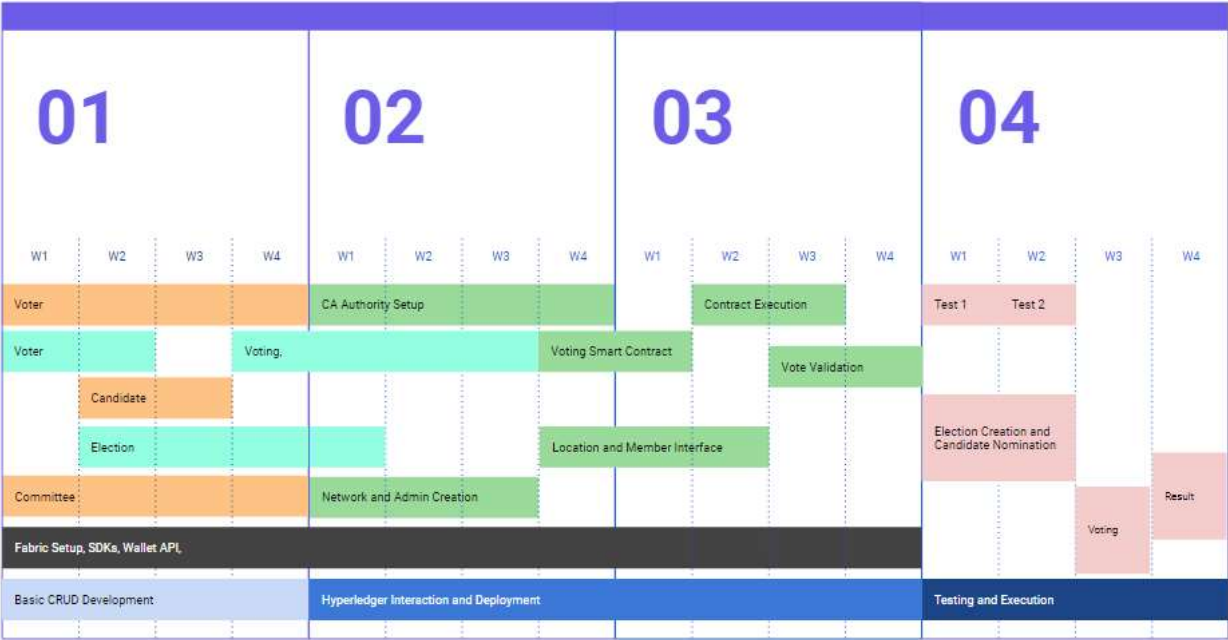 01
02
03
04
W1 W2 W3 W4 W1 W2 W3 W4 W1 W2 W3 W4 W1 W2 W3 W4
Voter
CA Authority Setup
Contract Execution
Test 1
Test 2
Voter
Voting,
Voting Smart Contract
Vote Validation
Candidate
Election
Location and Member Interface
Election Creation and
Candidate Nomination
Committee
Network and Admin Creation
Result
Voting
Fabric Setup, SDKs, Wallet API,
Basic CRUD Development
Hyperledger Interaction and Deployment
Testing and Execution